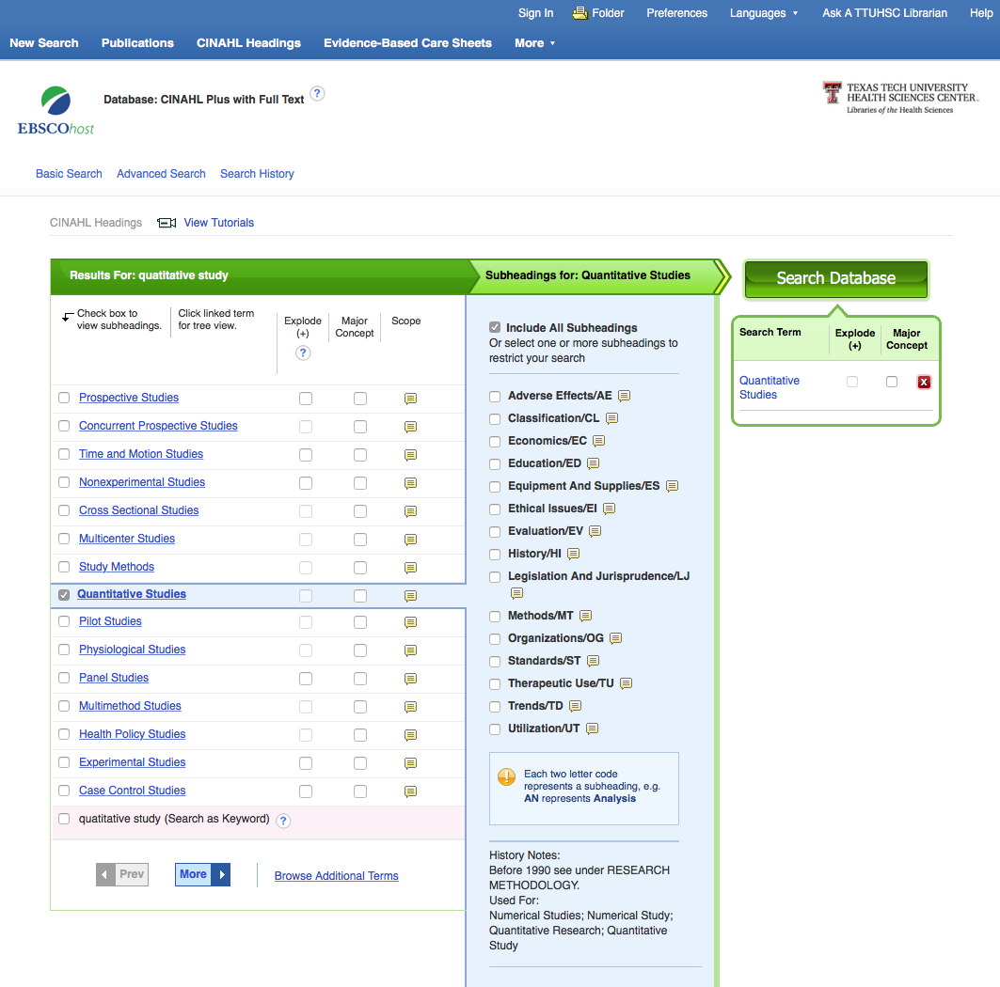 Sign In Folder Preferences Languages Ask A TTUHSC Librarian Help
New Search Publications CINAHL Headings Evidence-Based Care Sheets More
Database: CINAHL Plus with Full Text ?
EBSCOhost
TEXAS TECH UNIVERSITY
HEALTH SCIENCES CENTER.
Libraries of the Health Sciences
Basic Search Advanced Search Search History
CINAHL Headings View Tutorials
Results For: quatitative study
Check box to
view subheadings.
Click linked term
for tree view.
Explode
(+)
?
Major
Concept
Scope
Prospective Studies
Concurrent Prospective Studies
Time and Motion Studies
Nonexperimental Studies
Cross Sectional Studies
Multicenter Studies
Study Methods
Quantitative Studies
Pilot Studies
Physiological Studies
Panel Studies
Multimethod Studies
Health Policy Studies
Experimental Studies
Case Control Studies
quatitative study (Search as Keyword) ?
Prev More Browse Additional Terms
Subheadings for: Quantitative Studies
Include All Subheadings
Or select one or more subheadings to
restrict your search
Adverse Effects/AE
Classification/CL
Economics/EC
Education/ED
Equipment And Supplies/ES
Ethical Issues/EI
Evaluation/EV
History/HI
Legislation And Jurisprudence/LJ
Methods/MT
Organizations/OG
Standards/ST
Therapeutic Use/TU
Trends/TD
Utilization/UT
Each two letter code
represents a subheading, e.g.
AN represents Analysis
History Notes:
Before 1990 see under RESEARCH
METHODOLOGY.
Used For:
Numerical Studies; Numerical Study;
Quantitative Research; Quantitative
Study
Search Database
Search Term
Explode
(+)
Major
Concept
Quantitative
Studies
X